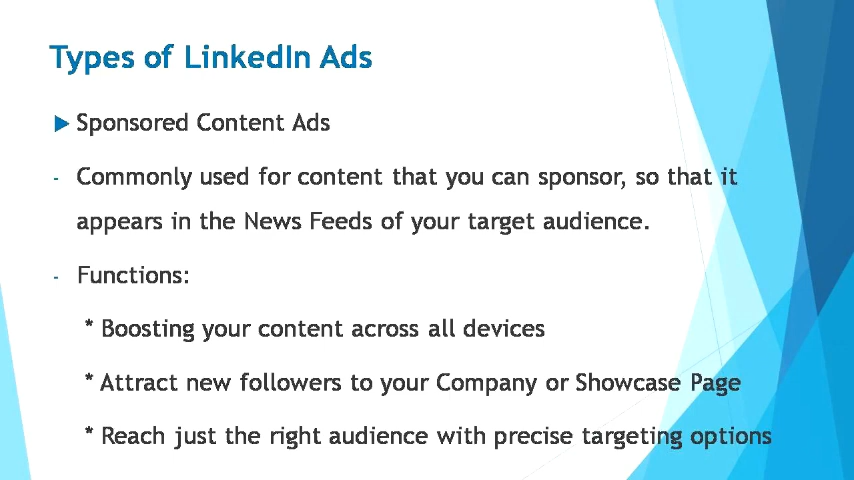 Types of LinkedIn Ads
Sponsored Content Ads
- Commonly used for content that you can sponsor, so that it
appears in the News Feeds of your target audience.
- Functions:
* Boosting your content across all devices
* Attract new followers to your Company or Showcase Page
* Reach just the right audience with precise targeting options